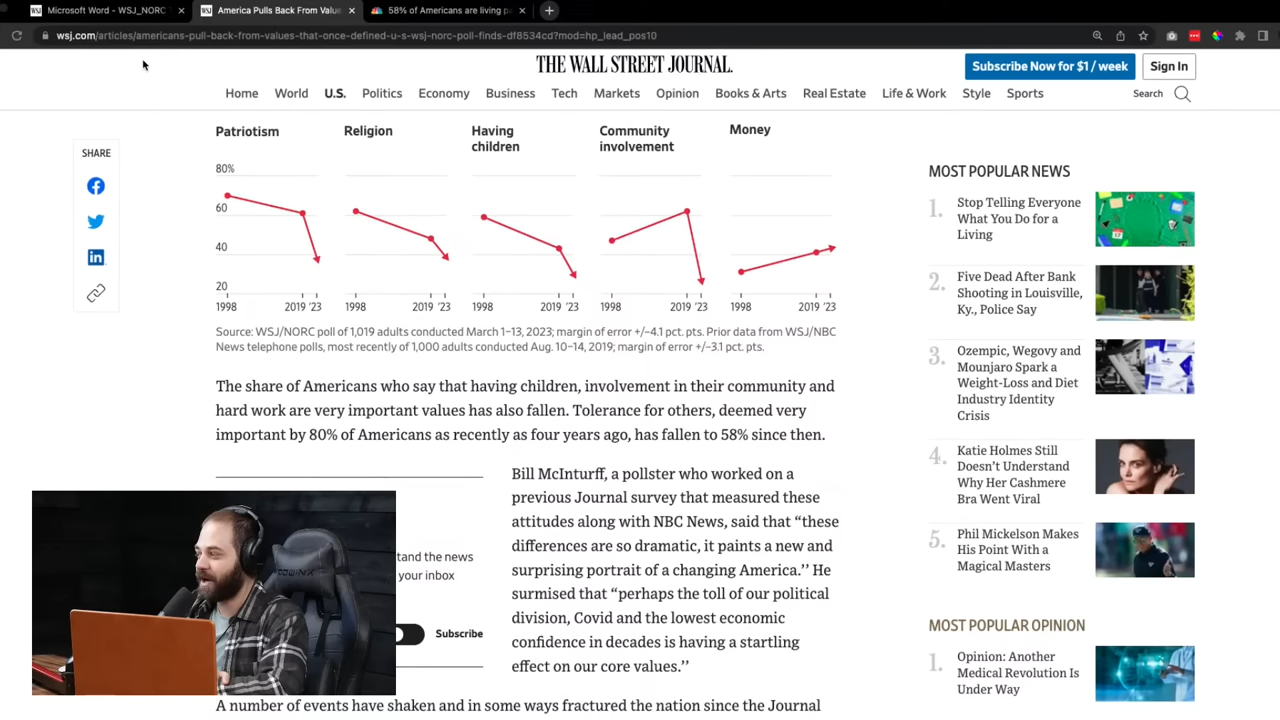 Microsoft Word - WSJ_NORC
America Pulls Back From Value
58% of Americans are living p
wsj.com/articles/americans-pull-back-from-values-that-once-defined-u-s-wsj-norc-poll-finds-df8534cd?mod=hp_lead_pos10
THE WALL STREET JOURNAL.
Subscribe Now for $1 / week
Sign In
Home World U.S. Politics Economy Business Tech Markets Opinion Books & Arts Real Estate Life & Work Style Sports
Search
SHARE
Patriotism
Religion
Having
children
Community
involvement
Money
80%
60
40
20
1998 2019 '23
1998 2019 '23
1998 2019 '23
1998 2019 '23
1998 2019 '23
Source: WSJ/NORC poll of 1,019 adults conducted March 1–13, 2023; margin of error +/–4.1 pct. pts. Prior data from WSJ/NBC
News telephone polls, most recently of 1,000 adults conducted Aug. 10–14, 2019; margin of error +/–3.1 pct. pts.
The share of Americans who say that having children, involvement in their community and
hard work are very important values has also fallen. Tolerance for others, deemed very
important by 80% of Americans as recently as four years ago, has fallen to 58% since then.
Bill McInturff, a pollster who worked on a
previous Journal survey that measured these
attitudes along with NBC News, said that “these
differences are so dramatic, it paints a new and
surprising portrait of a changing America.’’ He
surmised that “perhaps the toll of our political
division, Covid and the lowest economic
confidence in decades is having a startling
effect on our core values.’’
tand the news
your inbox
Subscribe
A number of events have shaken and in some ways fractured the nation since the Journal
MOST POPULAR NEWS
1. Stop Telling Everyone
What You Do for a
Living
2. Five Dead After Bank
Shooting in Louisville,
Ky., Police Say
3. Ozempic, Wegovy and
Mounjaro Spark a
Weight-Loss and Diet
Industry Identity
Crisis
4. Katie Holmes Still
Doesn’t Understand
Why Her Cashmere
Bra Went Viral
5. Phil Mickelson Makes
His Point With a
Magical Masters
MOST POPULAR OPINION
1. Opinion: Another
Medical Revolution Is
Under Way